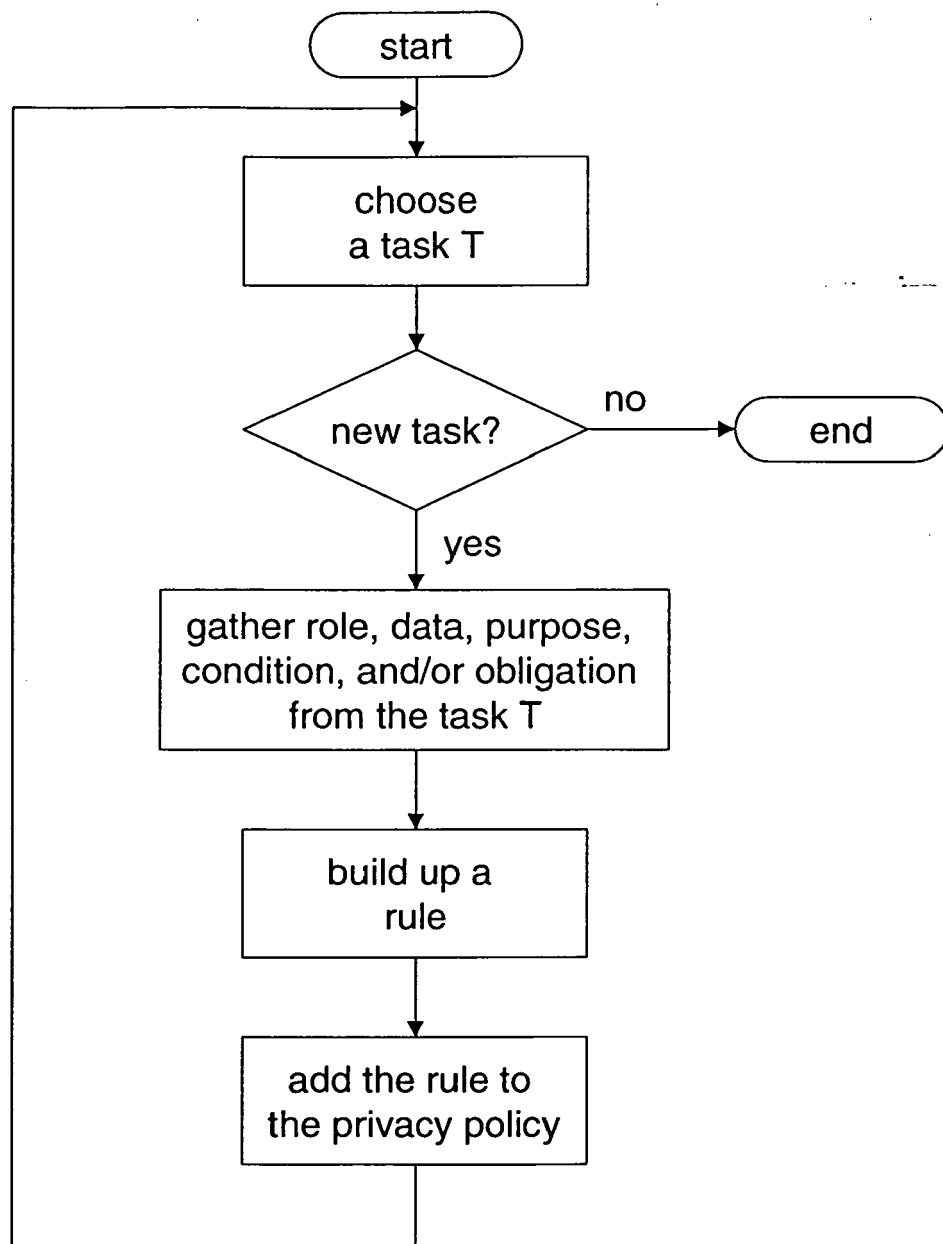 start
choose
a task T
new task?
no
end
yes
gather role, data, purpose,
condition, and/or obligation
from the task T
build up a
rule
add the rule to
the privacy policy